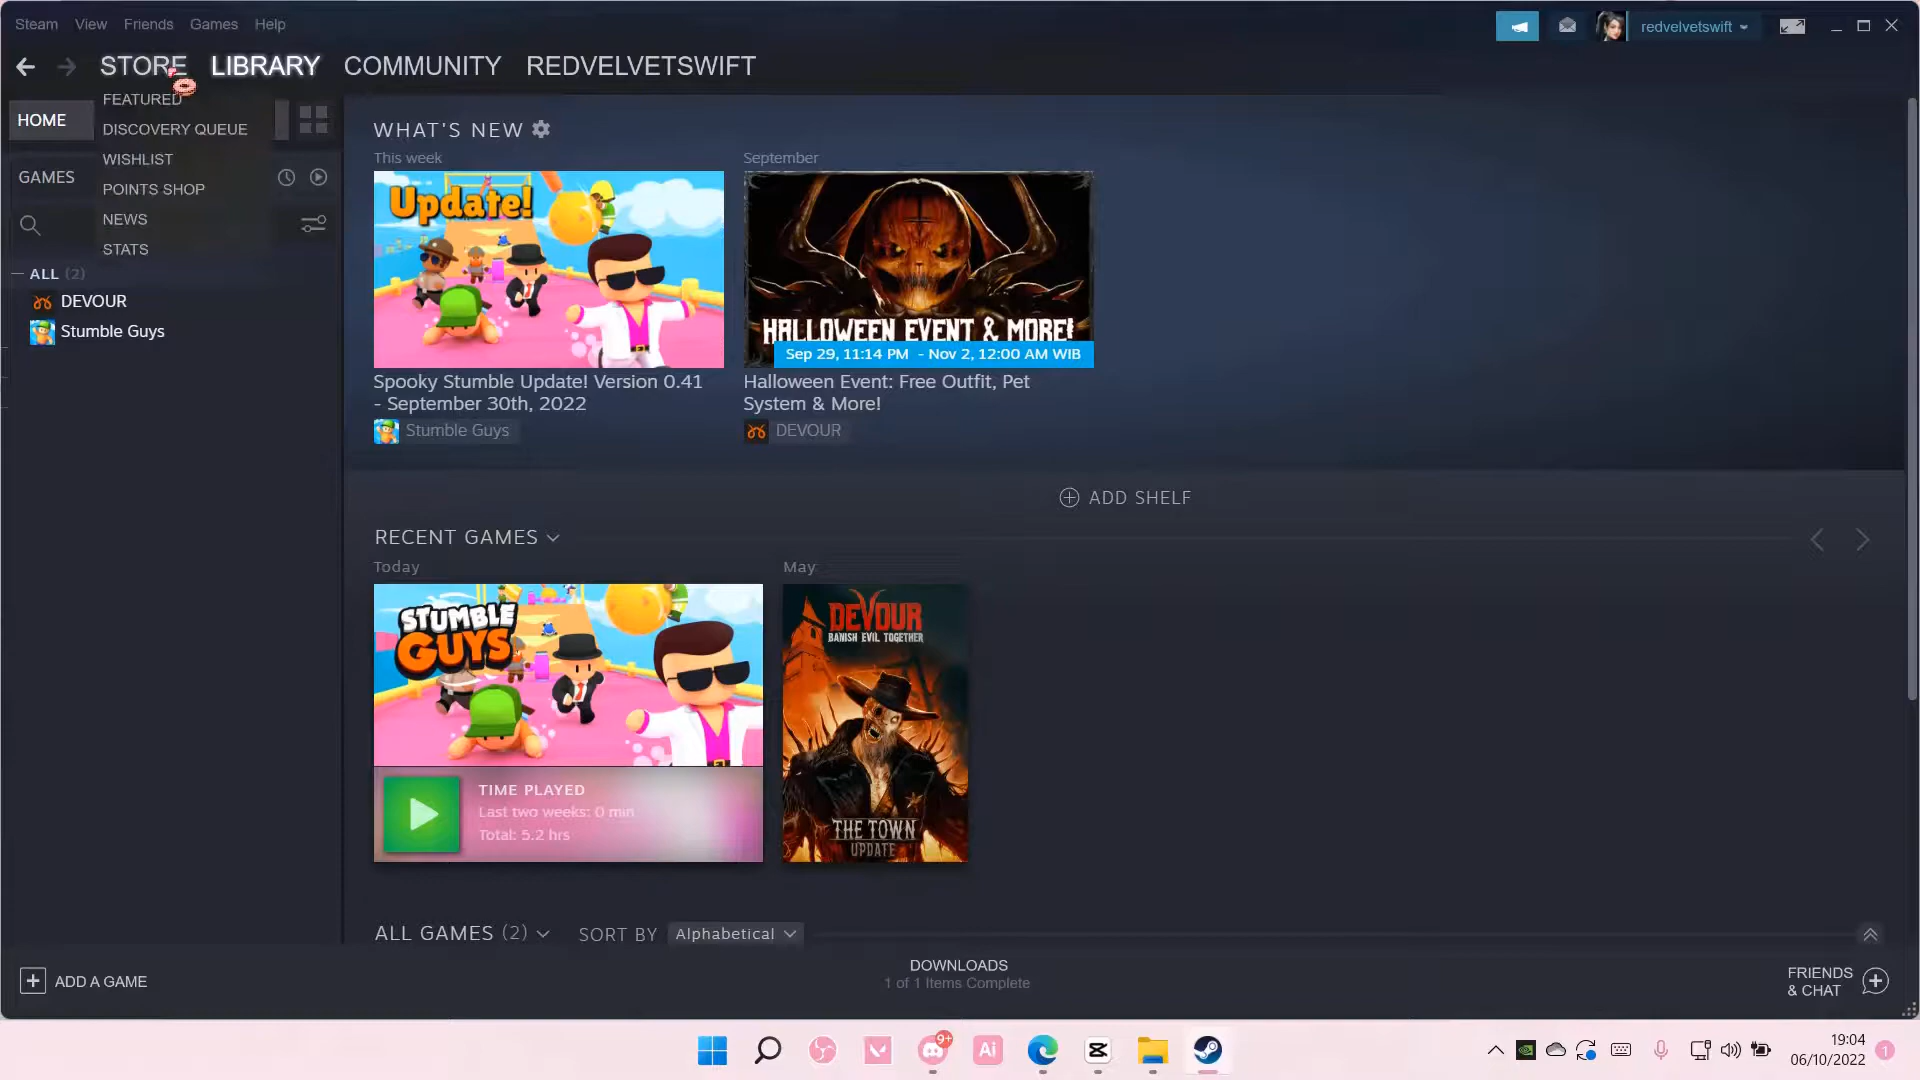 Steam View Friends Games Help
redvelvetswift
STORE LIBRARY COMMUNITY REDVELVETSWIFT
FEATURED
DISCOVERY QUEUE
WISHLIST
POINTS SHOP
NEWS
STATS
HOME
GAMES
ALL (2)
DEVOUR
Stumble Guys
WHAT'S NEW
This week
Update!
Spooky Stumble Update! Version 0.41
- September 30th, 2022
Stumble Guys
September
HALLOWEEN EVENT & MORE!
Sep 29, 11:14 PM - Nov 2, 12:00 AM WIB
Halloween Event: Free Outfit, Pet
System & More!
DEVOUR
ADD SHELF
RECENT GAMES
Today
STUMBLE
GUYS
TIME PLAYED
Last two weeks: 0 min
Total: 5.2 hrs
May
DEVOUR
BANISH EVIL TOGETHER
THE TOWN
UPDATE
ALL GAMES (2) SORT BY Alphabetical
ADD A GAME
DOWNLOADS
1 of 1 Items Complete
FRIENDS
& CHAT
9+
Ai
19:04
06/10/2022
1